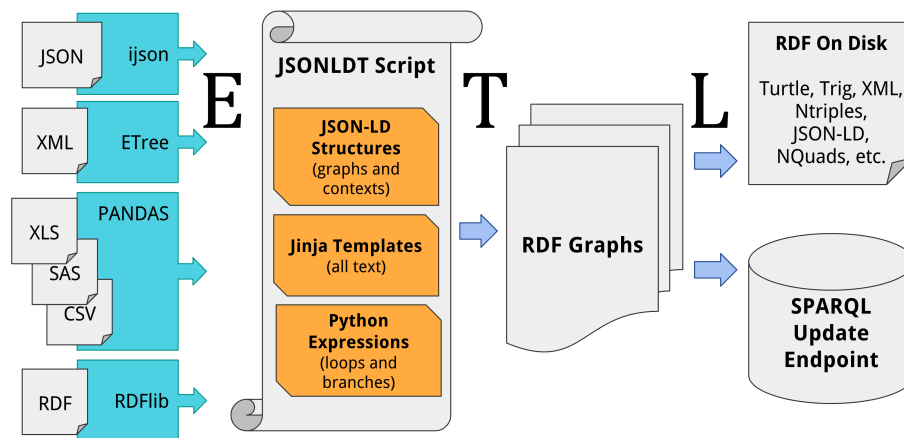 JSON
ijson
XML
ETree
PANDAS
XLS
SAS
CSV
RDF
RDFlib
E
JSONLDT Script
JSON-LD
Structures
(graphs and
contexts)
Jinja Templates
(all text)
Python
Expressions
(loops and
branches)
T
RDF Graphs
L
RDF On Disk
Turtle, Trig, XML,
Ntriples,
JSON-LD,
NQuads, etc.
SPARQL
Update
Endpoint